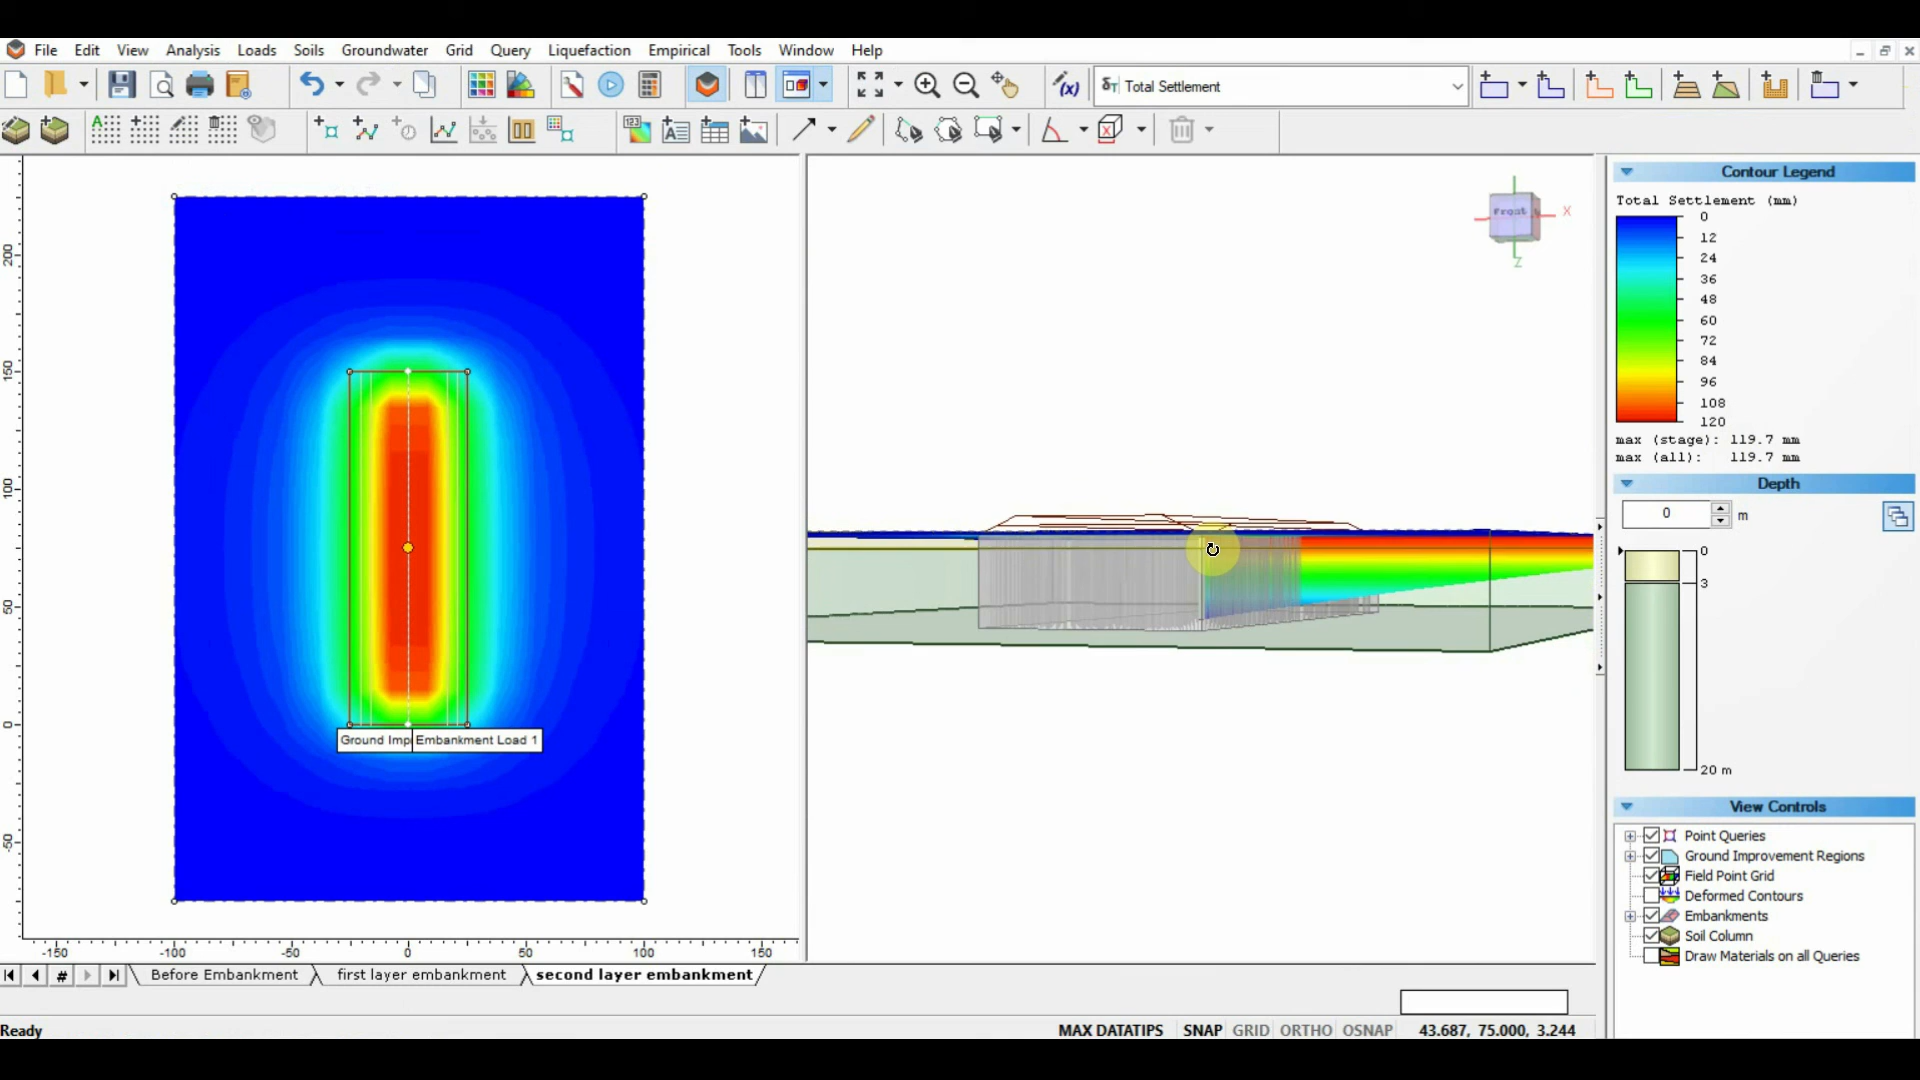 File Edit View Analysis Loads Soils Groundwater Grid Query Liquefaction Empirical Tools Window Help
δT Total Settlement
Front
X
Z
200
150
100
50
0
-50
-150 -100 -50 0 50 100 150
Ground Imp
Embankment Load 1
Contour Legend
Total Settlement (mm)
0
12
24
36
48
60
72
84
96
108
120
max (stage): 119.7 mm
max (all): 119.7 mm
Depth
0 m
0
3
20 m
View Controls
Point Queries
Ground Improvement Regions
Field Point Grid
Deformed Contours
Embankments
Soil Column
Draw Materials on all Queries
Before Embankment first layer embankment second layer embankment
Ready
MAX DATATIPS SNAP GRID ORTHO OSNAP 43.687, 75.000, 3.244